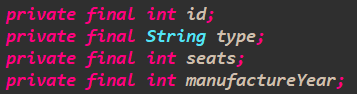 private final int id;
private final String type;
private final int seats;
private final int manufactureYear;